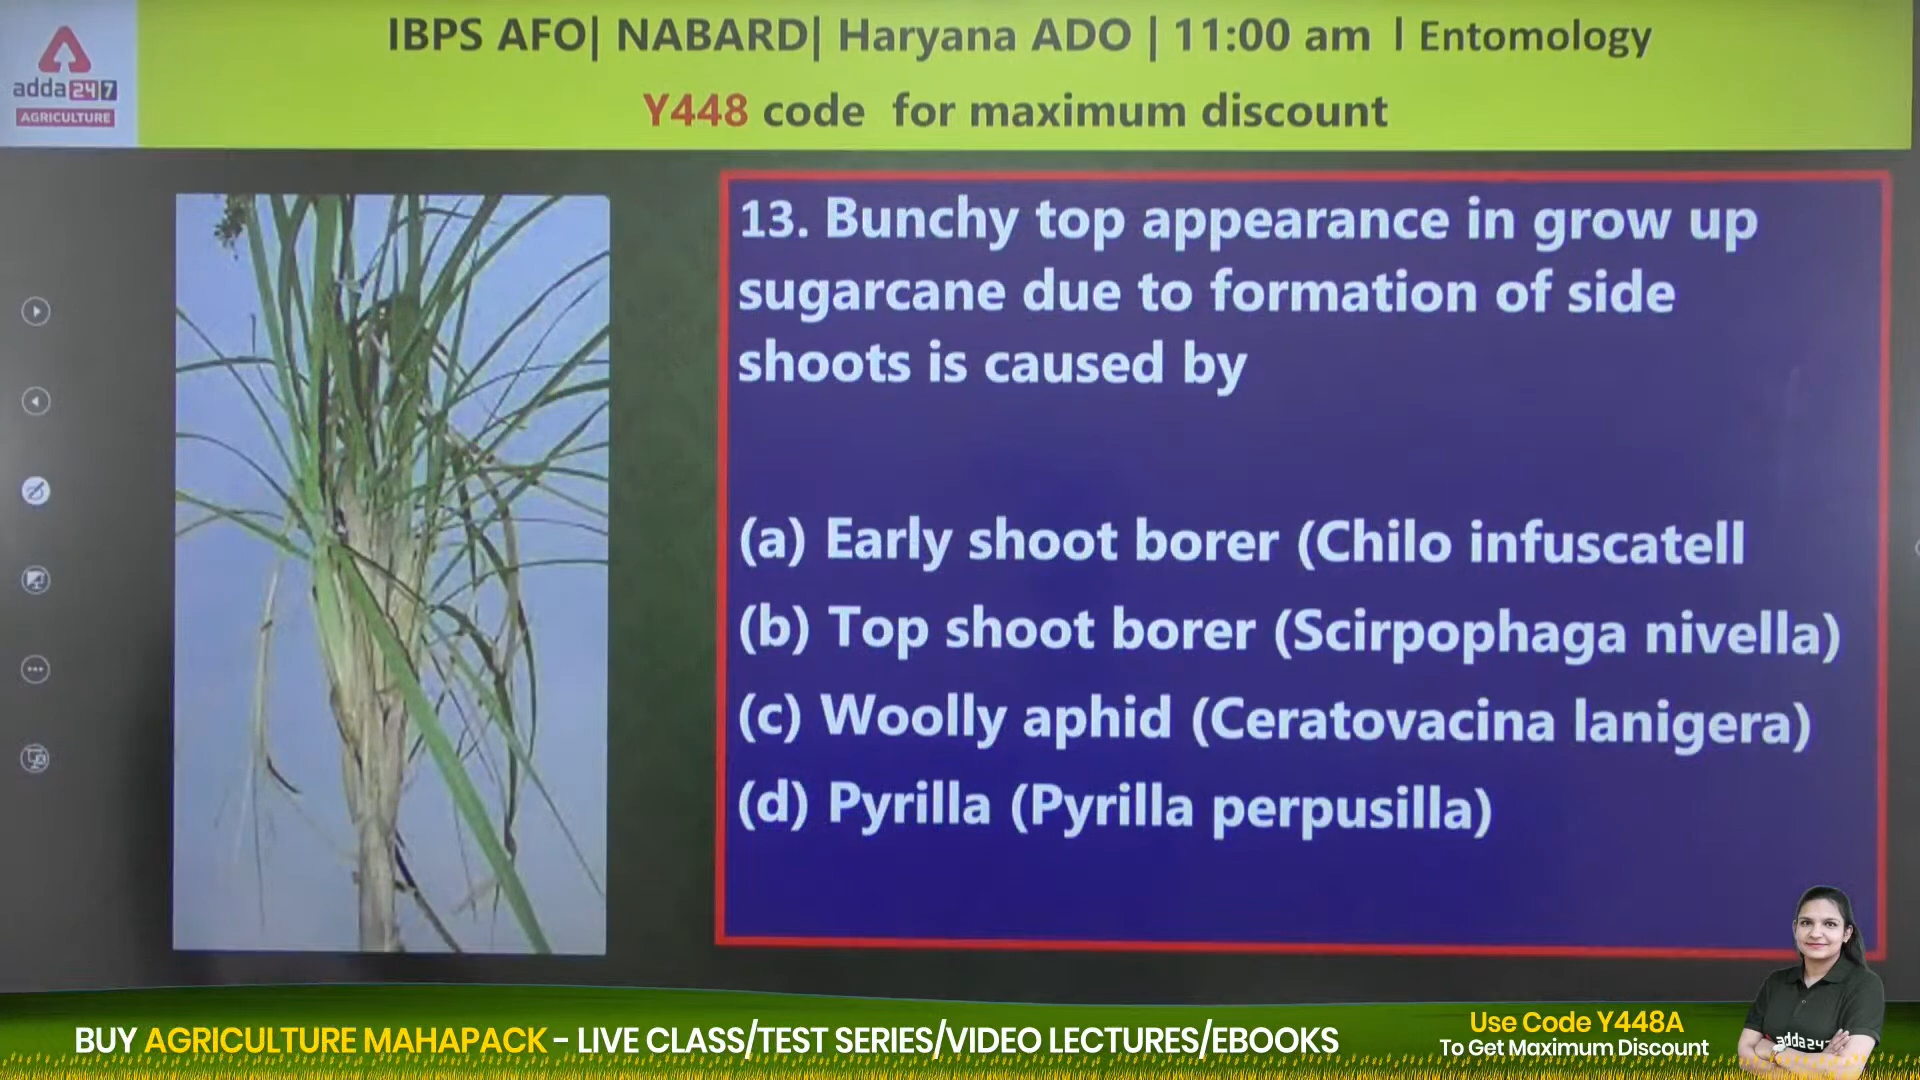 IBPS AFO| NABARD| Haryana ADO | 11:00 am | Entomology
adda247
AGRICULTURE
Y448 code for maximum discount
13. Bunchy top appearance in grow up
sugarcane due to formation of side
shoots is caused by
(a) Early shoot borer (Chilo infuscatell
(b) Top shoot borer (Scirpophaga nivella)
(c) Woolly aphid (Ceratovacina lanigera)
(d) Pyrilla (Pyrilla perpusilla)
BUY AGRICULTURE MAHAPACK - LIVE CLASS/TEST SERIES/VIDEO LECTURES/EBOOKS
Use Code Y448A
To Get Maximum Discount
adda247